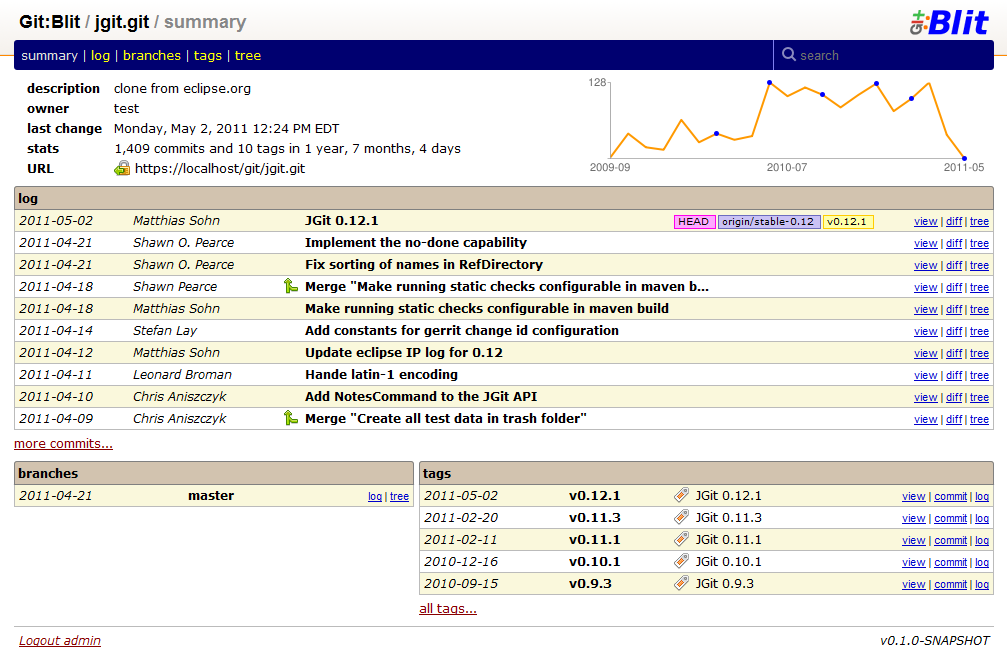 Git:Blit / jgit.git / summary
git:Blit
summary | log | branches | tags | tree
search
description clone from eclipse.org
owner test
last change Monday, May 2, 2011 12:24 PM EDT
stats 1,409 commits and 10 tags in 1 year, 7 months, 4 days
URL https://localhost/git/jgit.git
128
2009-09 2010-07 2011-05
log
2011-05-02 Matthias Sohn JGit 0.12.1 HEAD origin/stable-0.12 v0.12.1 view | diff | tree
2011-04-21 Shawn O. Pearce Implement the no-done capability view | diff | tree
2011-04-21 Shawn O. Pearce Fix sorting of names in RefDirectory view | diff | tree
2011-04-18 Shawn Pearce Merge "Make running static checks configurable in maven b... view | diff | tree
2011-04-18 Matthias Sohn Make running static checks configurable in maven build view | diff | tree
2011-04-14 Stefan Lay Add constants for gerrit change id configuration view | diff | tree
2011-04-12 Matthias Sohn Update eclipse IP log for 0.12 view | diff | tree
2011-04-11 Leonard Broman Hande latin-1 encoding view | diff | tree
2011-04-10 Chris Aniszczyk Add NotesCommand to the JGit API view | diff | tree
2011-04-09 Chris Aniszczyk Merge "Create all test data in trash folder" view | diff | tree
more commits...
branches
2011-04-21 master log | tree
tags
2011-05-02 v0.12.1 JGit 0.12.1 view | commit | log
2011-02-20 v0.11.3 JGit 0.11.3 view | commit | log
2011-02-11 v0.11.1 JGit 0.11.1 view | commit | log
2010-12-16 v0.10.1 JGit 0.10.1 view | commit | log
2010-09-15 v0.9.3 JGit 0.9.3 view | commit | log
all tags...
Logout admin
v0.1.0-SNAPSHOT